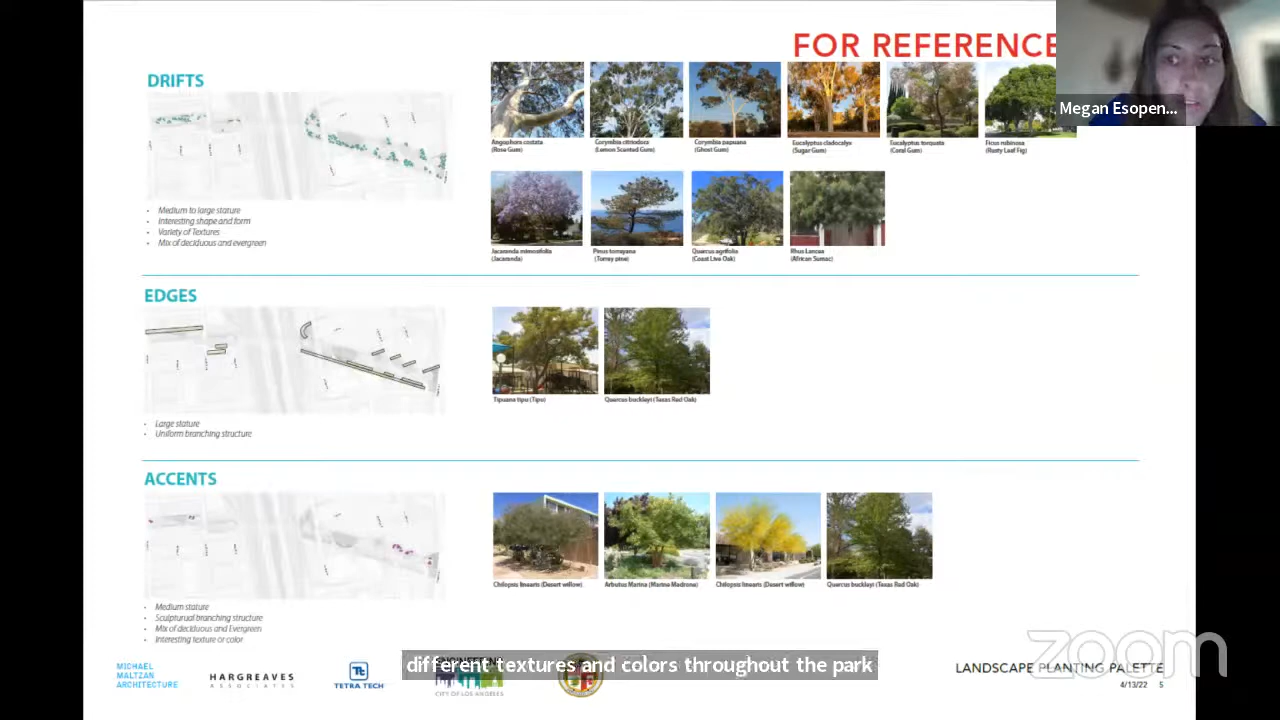 FOR REFERENCE
Megan Esopen...
DRIFTS
Medium to large stature
Interesting shape and form
Variety of Textures
Mix of deciduous and evergreen
Angophora costata
(Rose Gum)
Corymbia citriodora
(Lemon Scented Gum)
Corymbia papuana
(Ghost Gum)
Eucalyptus cladocalyx
(Sugar Gum)
Eucalyptus torquata
(Coral Gum)
Ficus rubinosa
(Rusty Leaf Fig)
Jacaranda mimosifolia
(Jacaranda)
Pinus torreyana
(Torrey pine)
Quercus agrifolia
(Coast Live Oak)
Rhus Lancea
(African Sumac)
EDGES
Large stature
Uniform branching structure
Tipuana tipu (Tipu)
Quercus buckleyi (Texas Red Oak)
ACCENTS
Medium stature
Sculptural branching structure
Mix of deciduous and Evergreen
Interesting texture or color
Chilopsis linearis (Desert willow)
Arbutus Marina (Marina Madrone)
Chilopsis linearis (Desert willow)
Quercus buckleyi (Texas Red Oak)
different textures and colors throughout the park
MICHAEL
MALTZAN
ARCHITECTURE
HARGREAVES
ASSOCIATES
TETRA TECH
CITY OF LOS ANGELES
LANDSCAPE PLANTING PALETTE
4/13/22 5
zoom